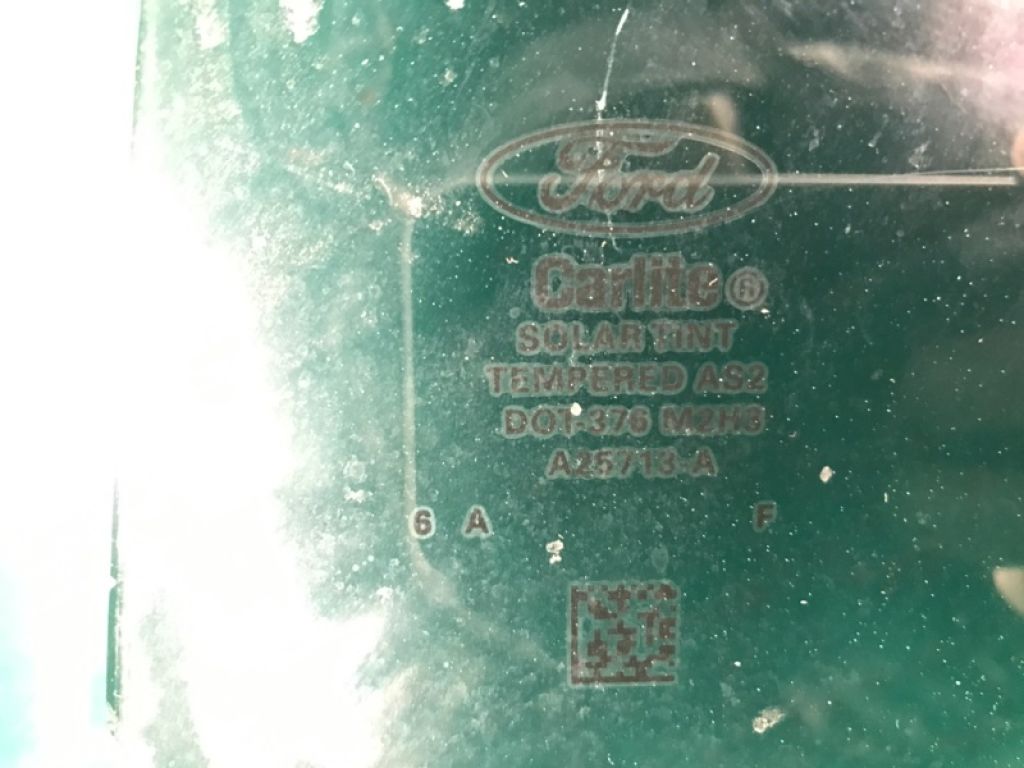 Ford
Carlite ®
SOLAR TINT
TEMPERED AS2
DOT-376 M2H3
A25713-A
6 A F